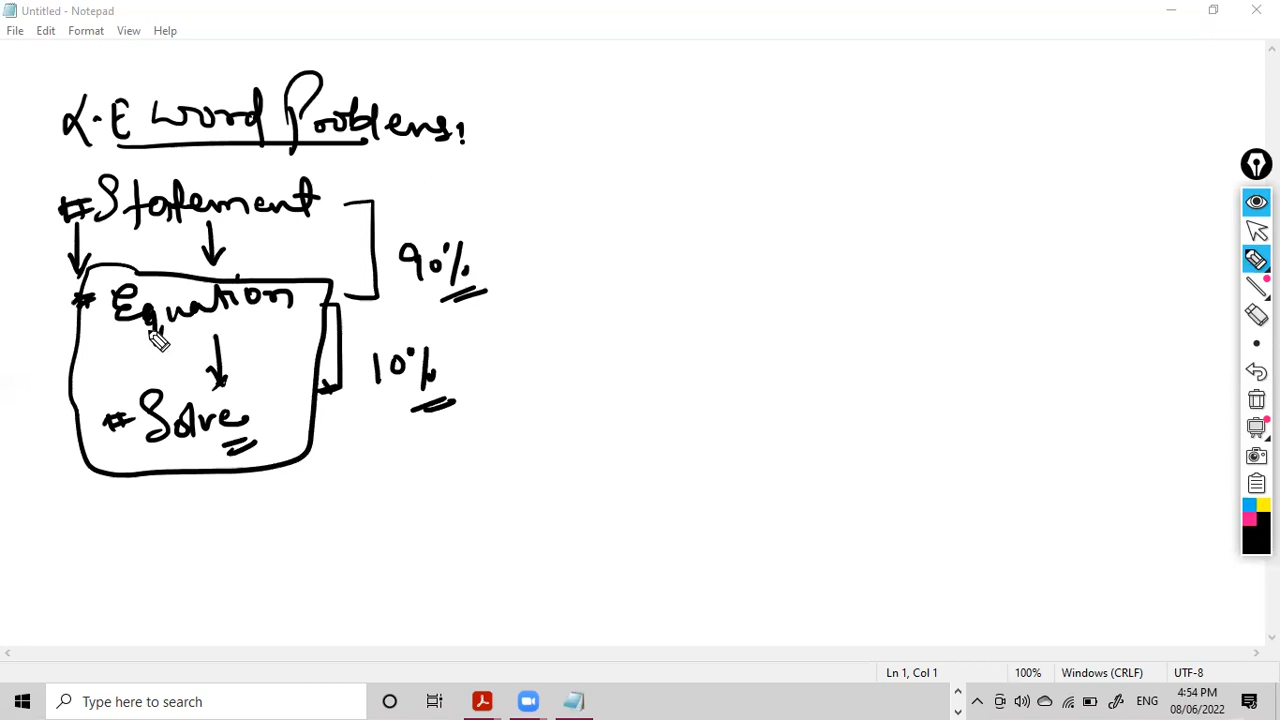 Untitled - Notepad
File Edit Format View Help
L.E word Problems:
# Statement
90%
* Equation
10%
* Solve
Ln 1, Col 1 100% Windows (CRLF) UTF-8
Type here to search
ENG
4:54 PM
08/06/2022